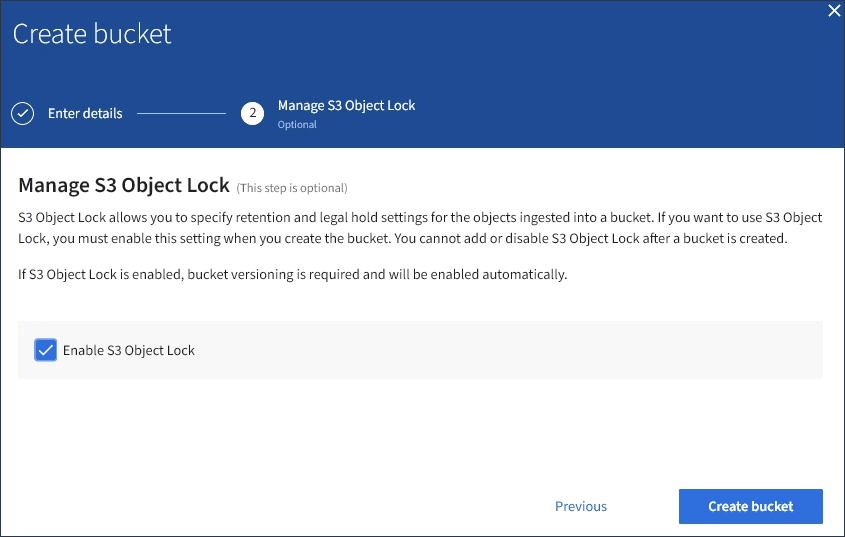 Create bucket
Enter details
2
Manage S3 Object Lock
Optional
Manage S3 Object Lock (This step is optional)
S3 Object Lock allows you to specify retention and legal hold settings for the objects ingested into a bucket. If you want to use S3 Object
Lock, you must enable this setting when you create the bucket. You cannot add or disable S3 Object Lock after a bucket is created.
If S3 Object Lock is enabled, bucket versioning is required and will be enabled automatically.
Enable S3 Object Lock
Previous
Create bucket